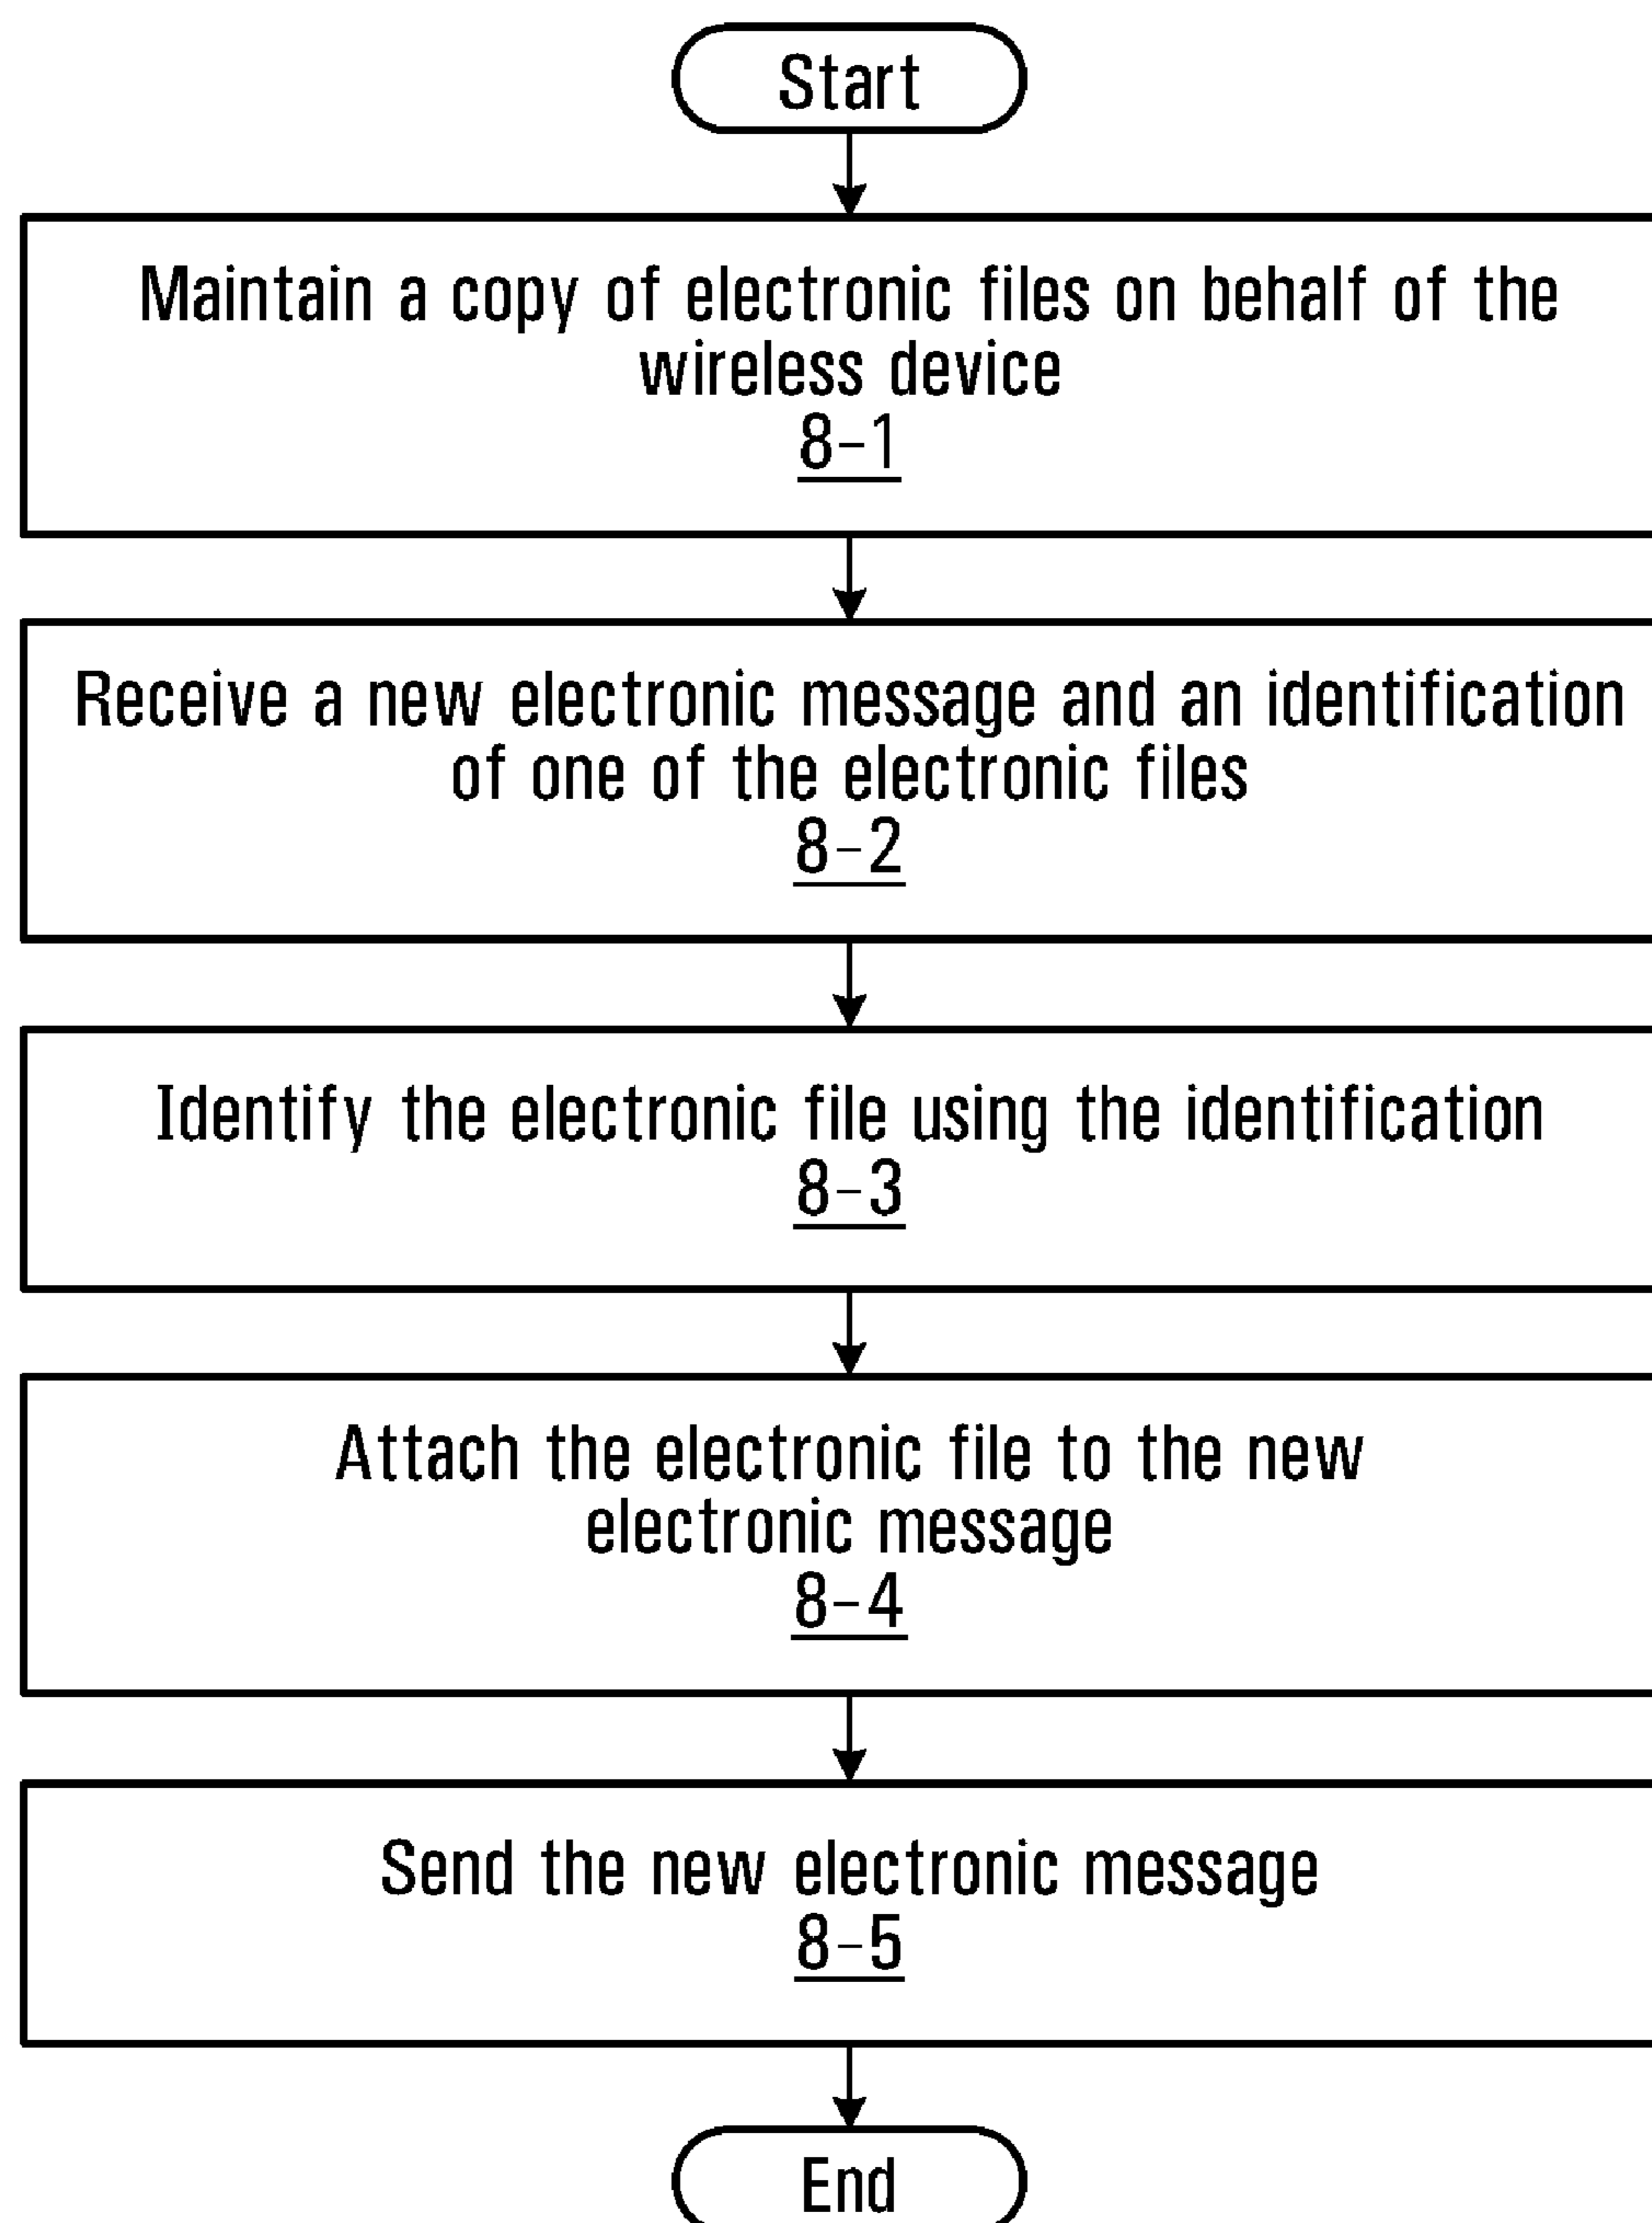 Start
Maintain a copy of electronic files on behalf of the
wireless device
8-1
Receive a new electronic message and an identification
of one of the electronic files
8-2
Identify the electronic file using the identification
8-3
Attach the electronic file to the new
electronic message
8-4
Send the new electronic message
8-5
End